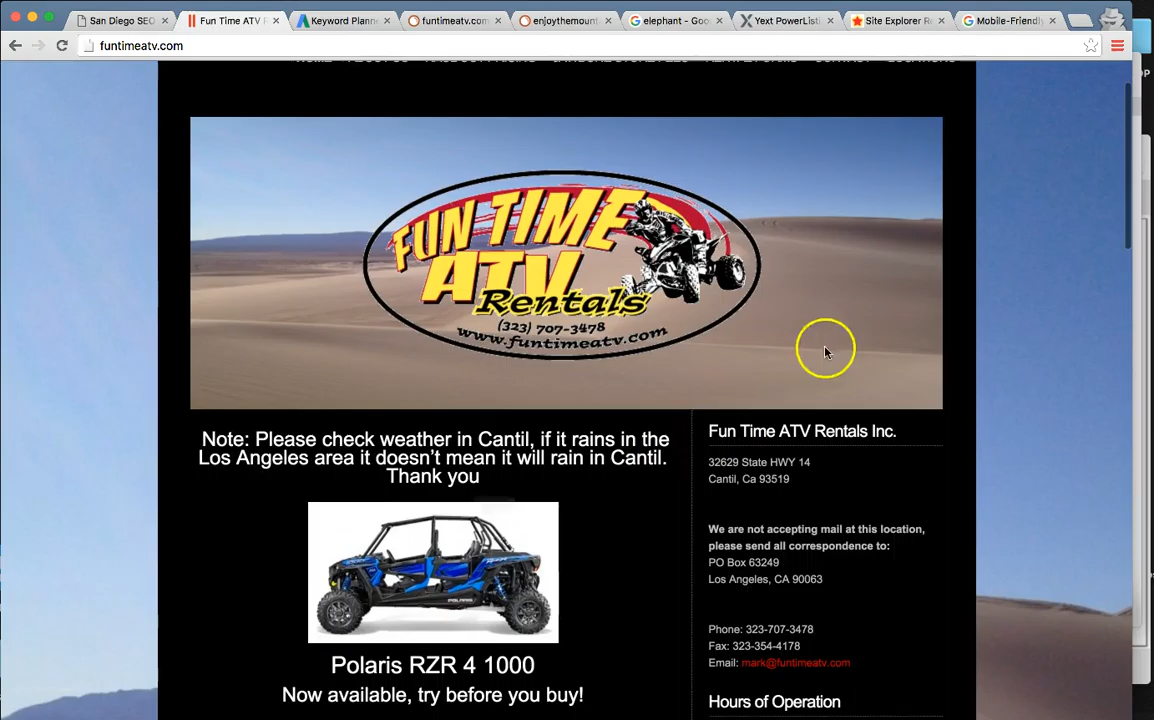 San Diego SEO
Fun Time ATV R
Keyword Planne
funtimeatv.com
enjoythemount
elephant - Goo
Yext PowerListi
Site Explorer R
Mobile-Friendly
funtimeatv.com
FUN TIME
ATV
Rentals
(323) 707-3478
www.funtimeatv.com
Note: Please check weather in Cantil, if it rains in the
Los Angeles area it doesn't mean it will rain in Cantil.
Thank you
POLARIS
Polaris RZR 4 1000
Now available, try before you buy!
Fun Time ATV Rentals Inc.
32629 State HWY 14
Cantil, Ca 93519
We are not accepting mail at this location,
please send all correspondence to:
PO Box 63249
Los Angeles, CA 90063
Phone: 323-707-3478
Fax: 323-354-4178
Email: mark@funtimeatv.com
Hours of Operation